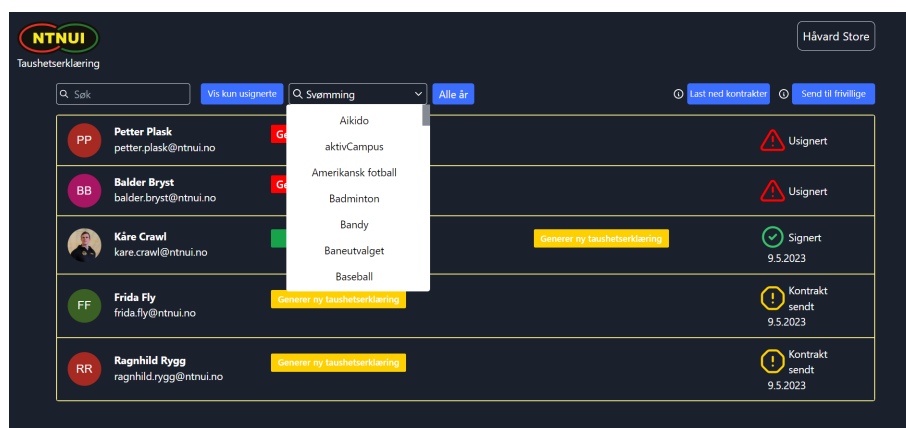 NTNUI
Håvard Store
Taushetserklæring
Søk
Vis kun usignerte
Svømming
Alle år
Last ned kontrakter
Send til frivillige
Aikido
aktivCampus
Amerikansk fotball
Badminton
Bandy
Baneutvalget
Baseball
PP
Petter Plask
petter.plask@ntnui.no
Ge
Usignert
BB
Balder Bryst
balder.bryst@ntnui.no
Ge
Usignert
Kåre Crawl
kare.crawl@ntnui.no
Generer ny taushetserklæring
Signert
9.5.2023
FF
Frida Fly
frida.fly@ntnui.no
Generer ny taushetserklæring
Kontrakt
sendt
9.5.2023
RR
Ragnhild Rygg
ragnhild.rygg@ntnui.no
Generer ny taushetserklæring
Kontrakt
sendt
9.5.2023